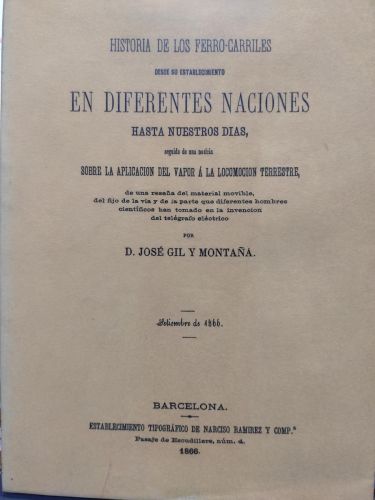 HISTORIA DE LOS FERRO-CARRILES
DESDE SU ESTABLECIMIENTO
EN DIFERENTES NACIONES
HASTA NUESTROS DIAS,
seguida de una noticia
SOBRE LA APLICACION DEL VAPOR Á LA LOCOMOCION TERRESTRE,
de una reseña del material movible,
del fijo de la vía y de la parte que diferentes hombres
científicos han tomado en la invencion
del telégrafo eléctrico
POR
D. JOSÉ GIL Y MONTAÑA.
Setiembre de 1866.
BARCELONA.
ESTABLECIMIENTO TIPOGRÁFICO DE NARCISO RAMIREZ Y COMP.ª
Pasaje de Escudillers, núm. 4.
1866.